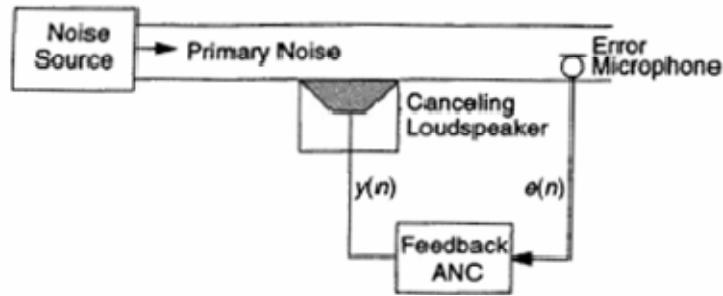 Noise
Source
Primary Noise
Error
Microphone
Canceling
Loudspeaker
y(n)
e(n)
Feedback
ANC